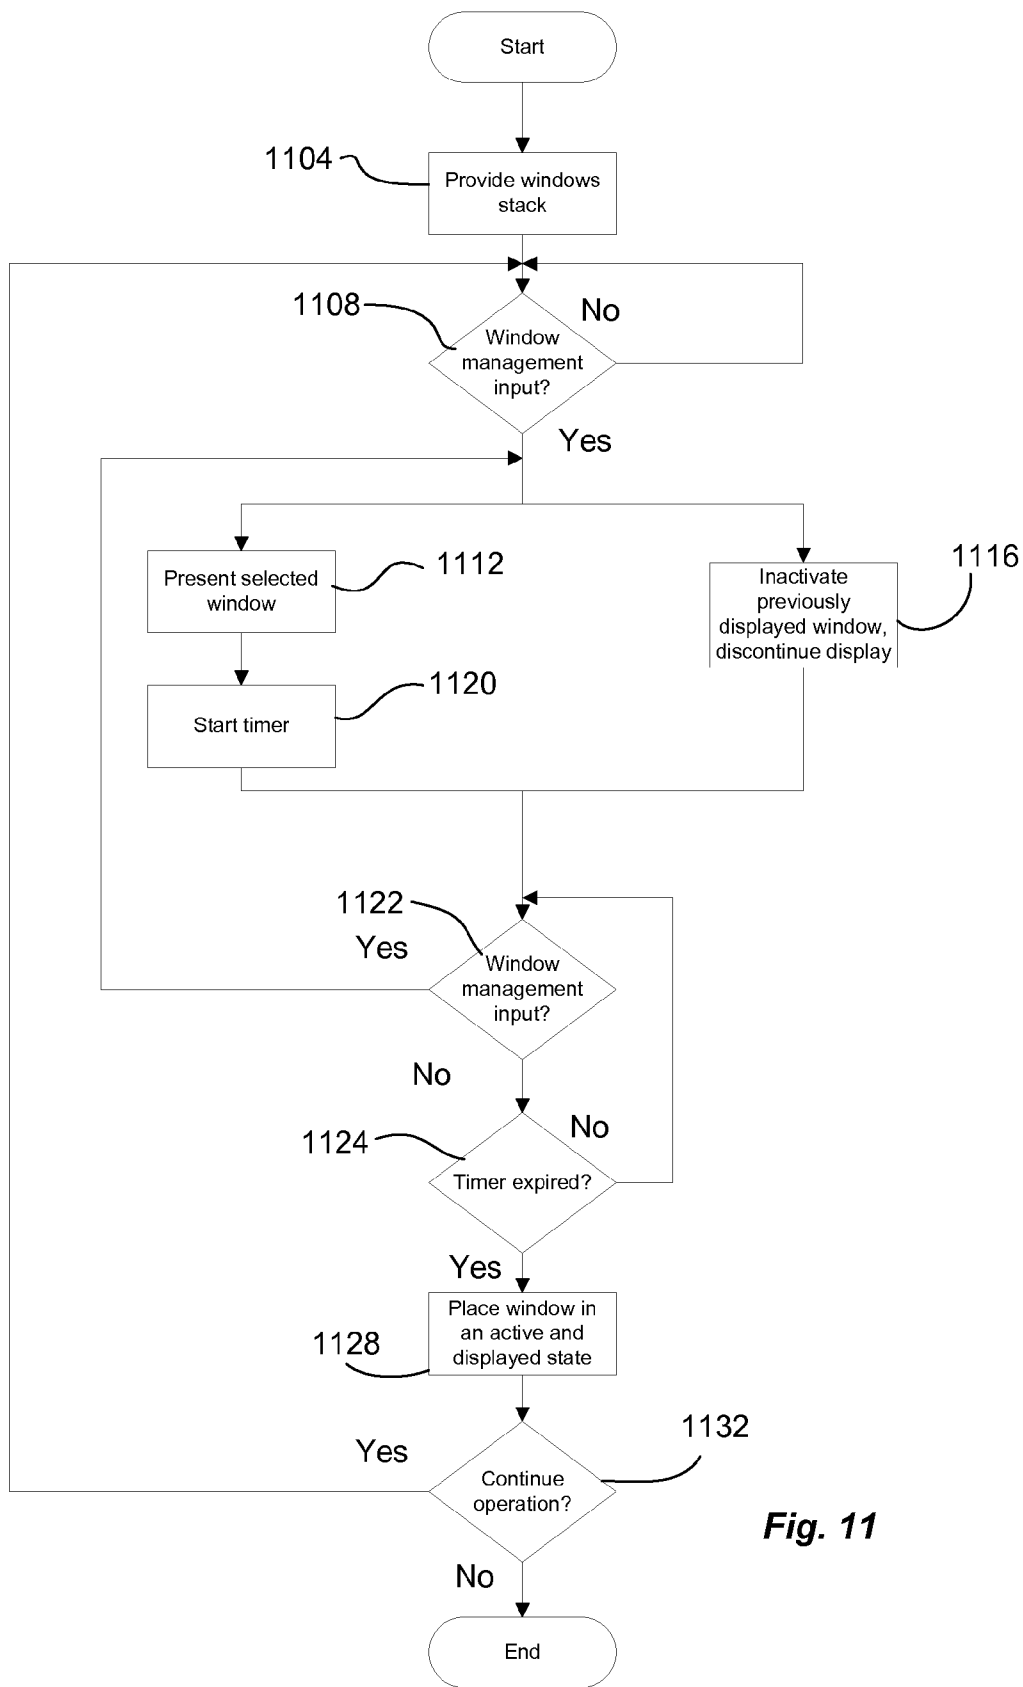 Start
1104
Provide windows
stack
1108
No
Window
management
input?
Yes
1112
Present selected
window
1116
Inactivate
previously
displayed window,
discontinue display
1120
Start timer
1122
Yes
Window
management
input?
No
1124
No
Timer expired?
Yes
Place window in
an active and
displayed state
1128
1132
Yes
Continue
operation?
Fig. 11
No
End